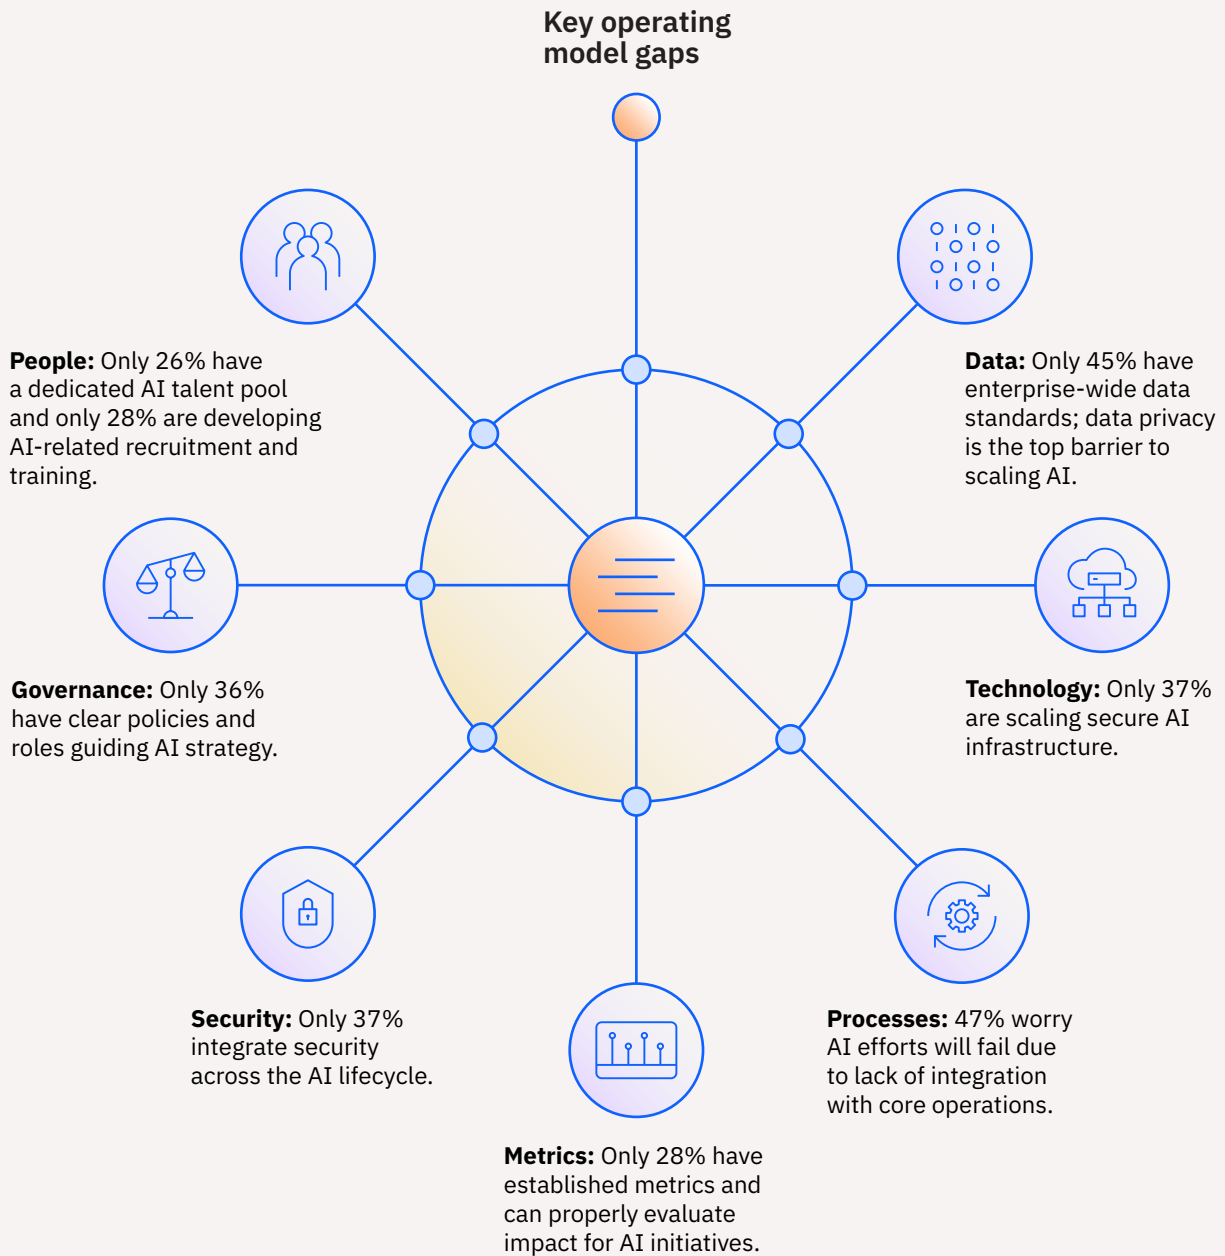 Key operating
model gaps
People: Only 26% have
a dedicated AI talent pool
and only 28% are developing
AI-related recruitment and
training.
Data: Only 45% have
enterprise-wide data
standards; data privacy
is the top barrier to
scaling AI.
Governance: Only 36%
have clear policies and
roles guiding AI strategy.
Technology: Only 37%
are scaling secure AI
infrastructure.
Security: Only 37%
integrate security
across the AI lifecycle.
Processes: 47% worry
AI efforts will fail due
to lack of integration
with core operations.
Metrics: Only 28% have
established metrics and
can properly evaluate
impact for AI initiatives.